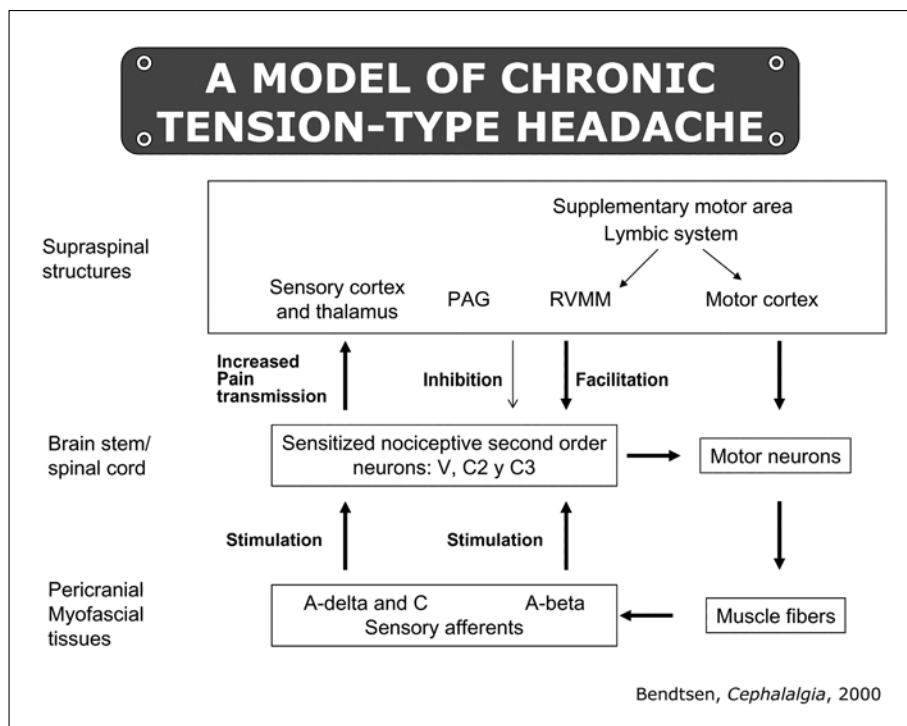 A MODEL OF CHRONIC
TENSION-TYPE HEADACHE
Supraspinal
structures
Supplementary motor area
Lymbic system
Sensory cortex
and thalamus
PAG
RVMM
Motor cortex
Increased
Pain
transmission
Inhibition
Facilitation
Brain stem/
spinal cord
Sensitized nociceptive second order
neurons: V, C2 y C3
Motor neurons
Stimulation
Stimulation
Pericranial
Myofascial
tissues
A-delta and C
A-beta
Sensory afferents
Muscle fibers
Bendtsen, Cephalalgia, 2000